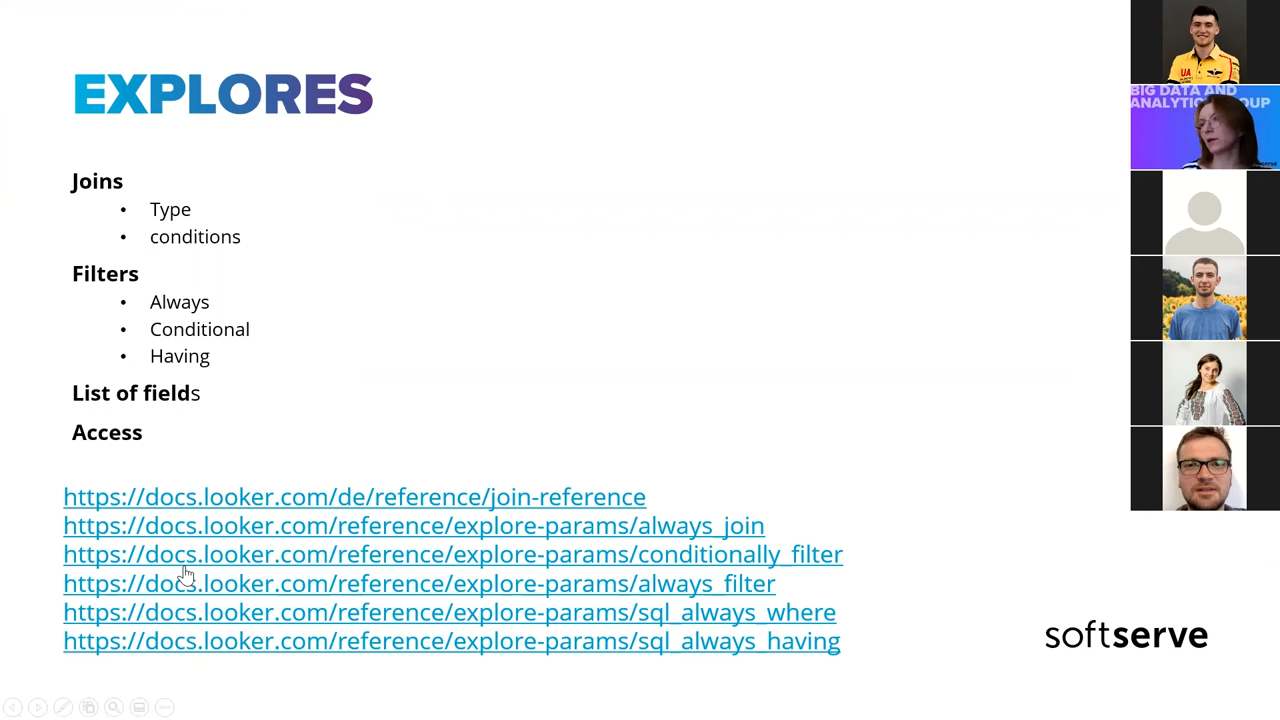 EXPLORES
Joins
• Type
• conditions
Filters
• Always
• Conditional
• Having
List of fields
Access
https://docs.looker.com/de/reference/join-reference
https://docs.looker.com/reference/explore-params/always_join
https://docs.looker.com/reference/explore-params/conditionally_filter
https://docs.looker.com/reference/explore-params/always_filter
https://docs.looker.com/reference/explore-params/sql_always_where
https://docs.looker.com/reference/explore-params/sql_always_having
softserve
UA
BIG DATA AND